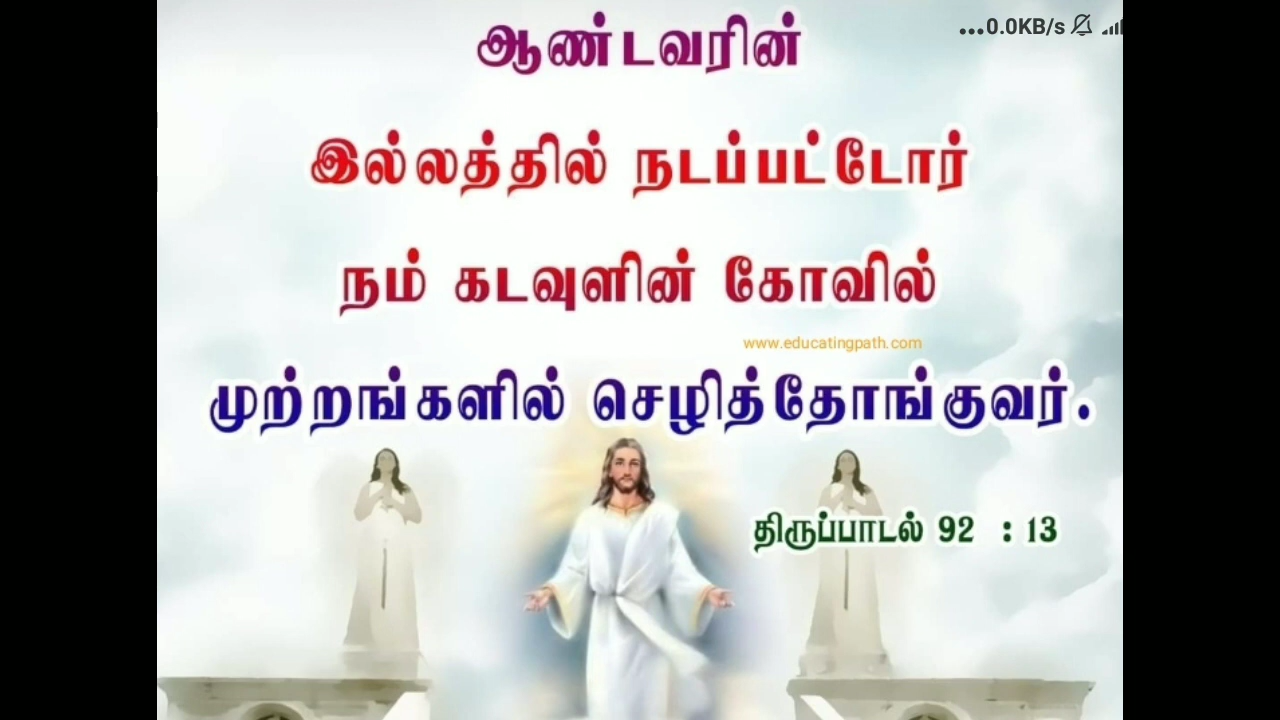 ...0.0KB/s
ஆண்டவரின்
இல்லத்தில் நடப்பட்டோர்
நம் கடவுளின் கோவில்
www.educatingpath.com
முற்றங்களில் செழித்தோங்குவர்.
திருப்பாடல் 92 : 13